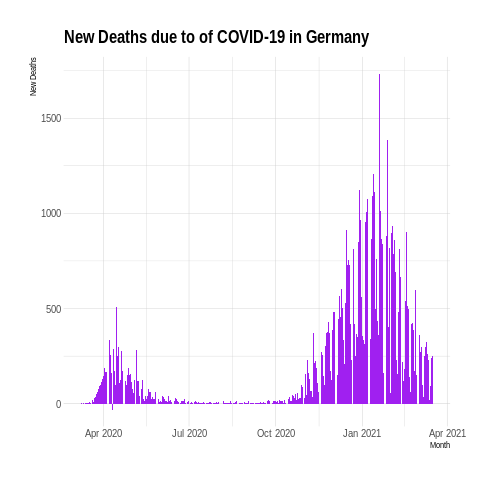 New Deaths due to of COVID-19 in Germany
New Deaths
1500
1000
500
0
Apr 2020 Jul 2020 Oct 2020 Jan 2021 Apr 2021
Month